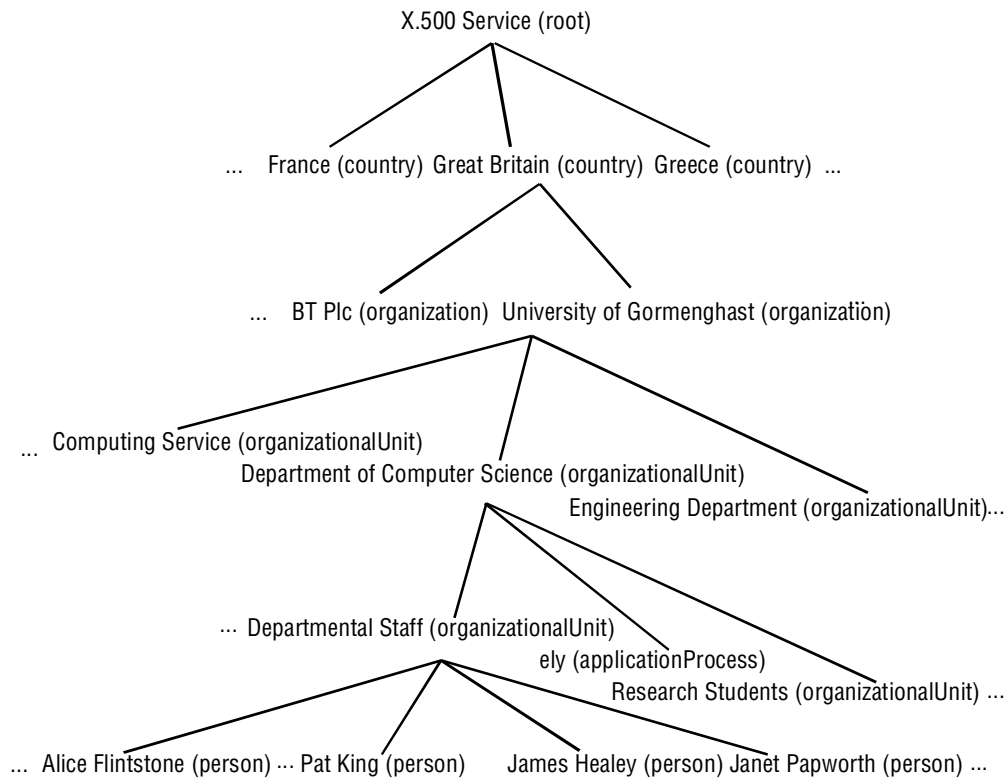 X.500 Service (root)
... France (country) Great Britain (country) Greece (country) ...
... BT Plc (organization) University of Gormenghast (organization) ...
... Computing Service (organizationalUnit)
Department of Computer Science (organizationalUnit)
Engineering Department (organizationalUnit) ...
... Departmental Staff (organizationalUnit)
ely (applicationProcess)
Research Students (organizationalUnit) ...
... Alice Flintstone (person) ... Pat King (person) James Healey (person) Janet Papworth (person) ...